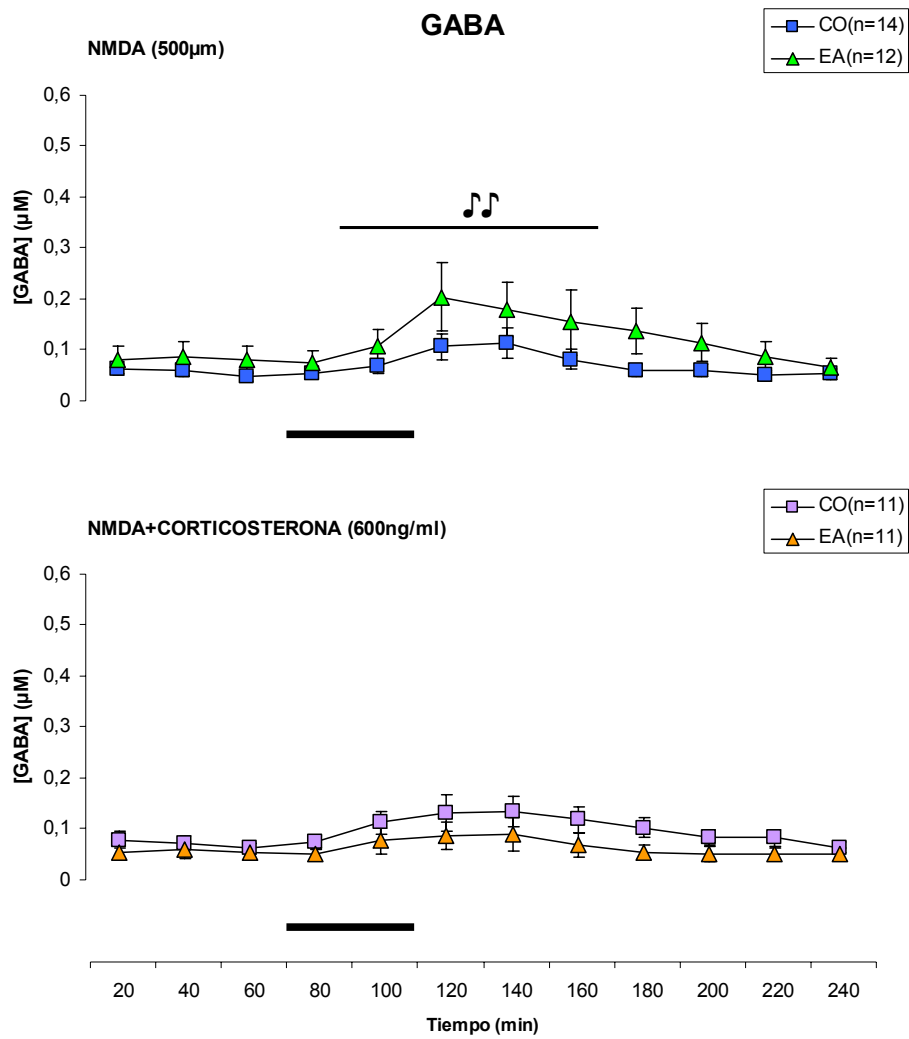 GABA
NMDA (500µm)
CO(n=14)
EA(n=12)
0,6
0,5
0,4
0,3
0,2
0,1
0
[GABA] (µM)
♪♪
NMDA+CORTICOSTERONA (600ng/ml)
CO(n=11)
EA(n=11)
0,6
0,5
0,4
0,3
0,2
0,1
0
[GABA] (µM)
20 40 60 80 100 120 140 160 180 200 220 240
Tiempo (min)